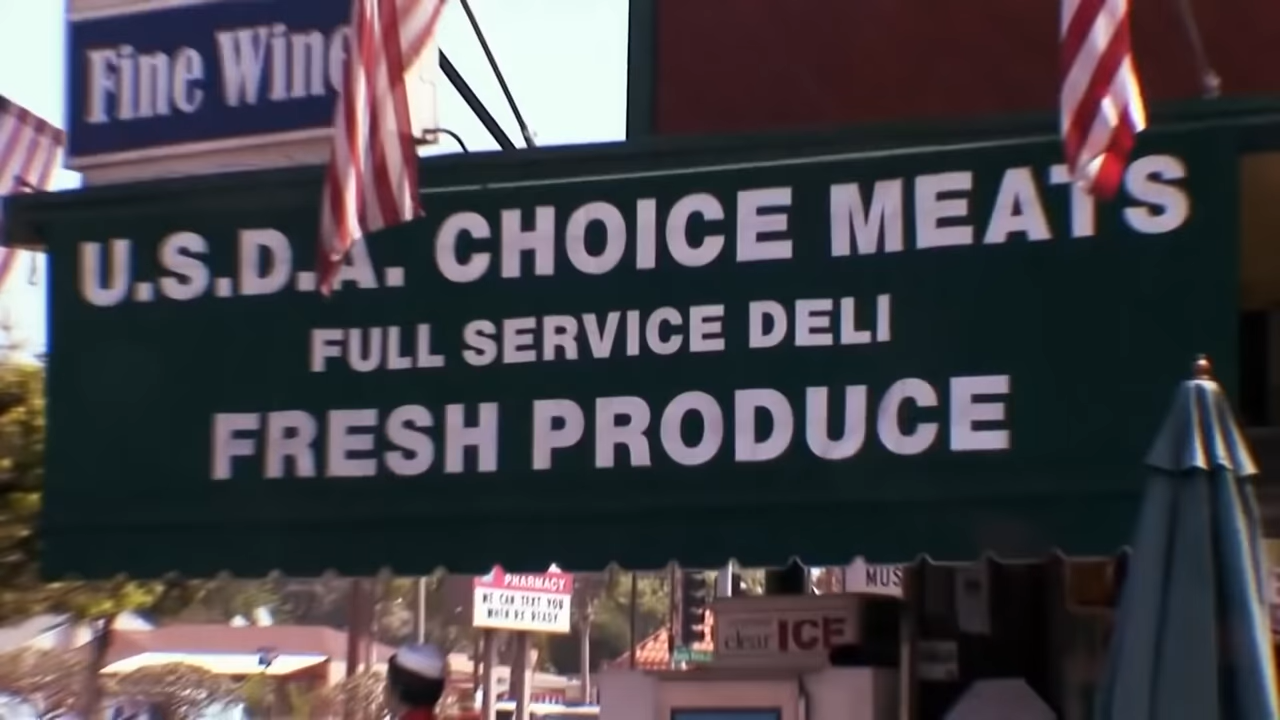 Fine Wine
U.S.D.A. CHOICE MEATS
FULL SERVICE DELI
FRESH PRODUCE
PHARMACY
WE CAN TEXT YOU
WHEN RX READY
MUS
clear ICE